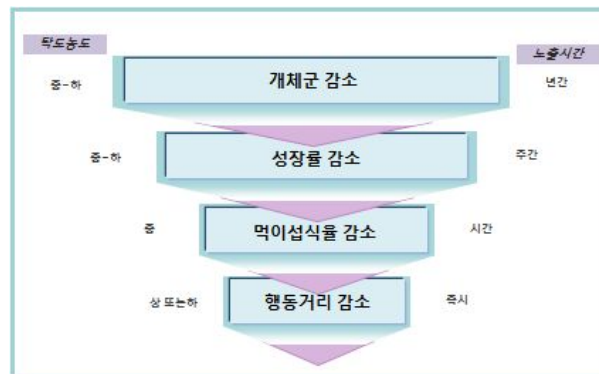 탁도농도
노출시간
개체군 감소
중-하
년간
성장률 감소
중-하
주간
먹이섭식율 감소
중
시간
행동거리 감소
상 또는하
즉시